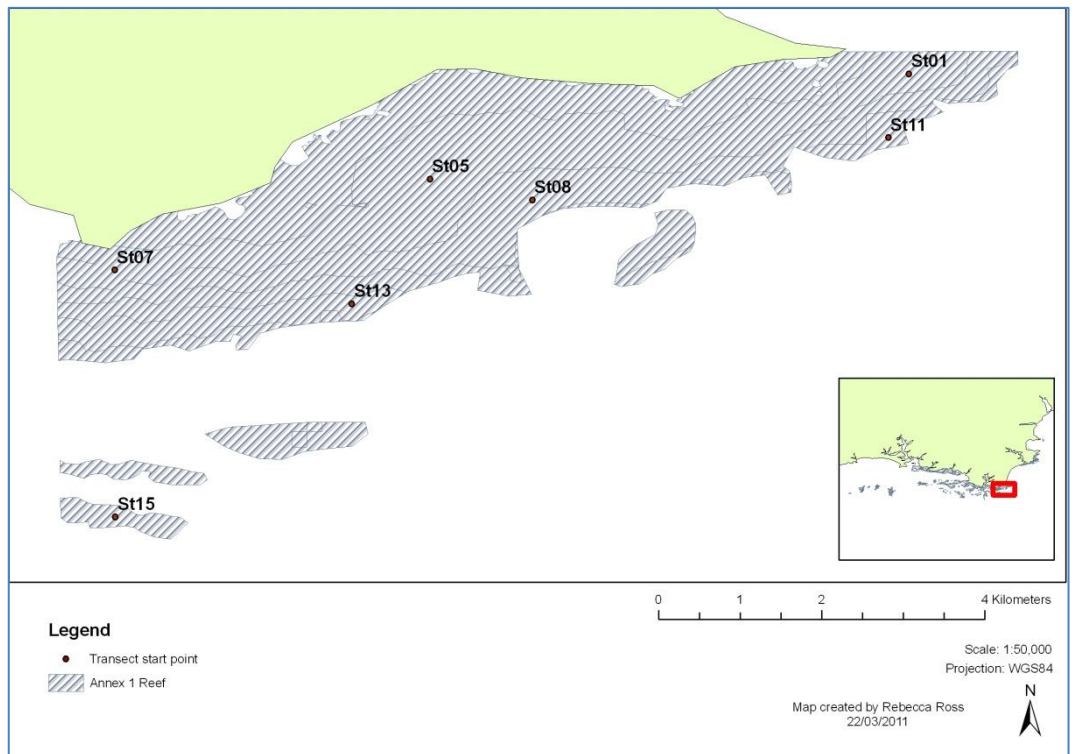 St01
St11
St05
St08
St07
St13
St15
0 1 2 4 Kilometers
Legend
Transect start point
Annex 1 Reef
Scale: 1:50,000
Projection: WGS84
Map created by Rebecca Ross
22/03/2011
N